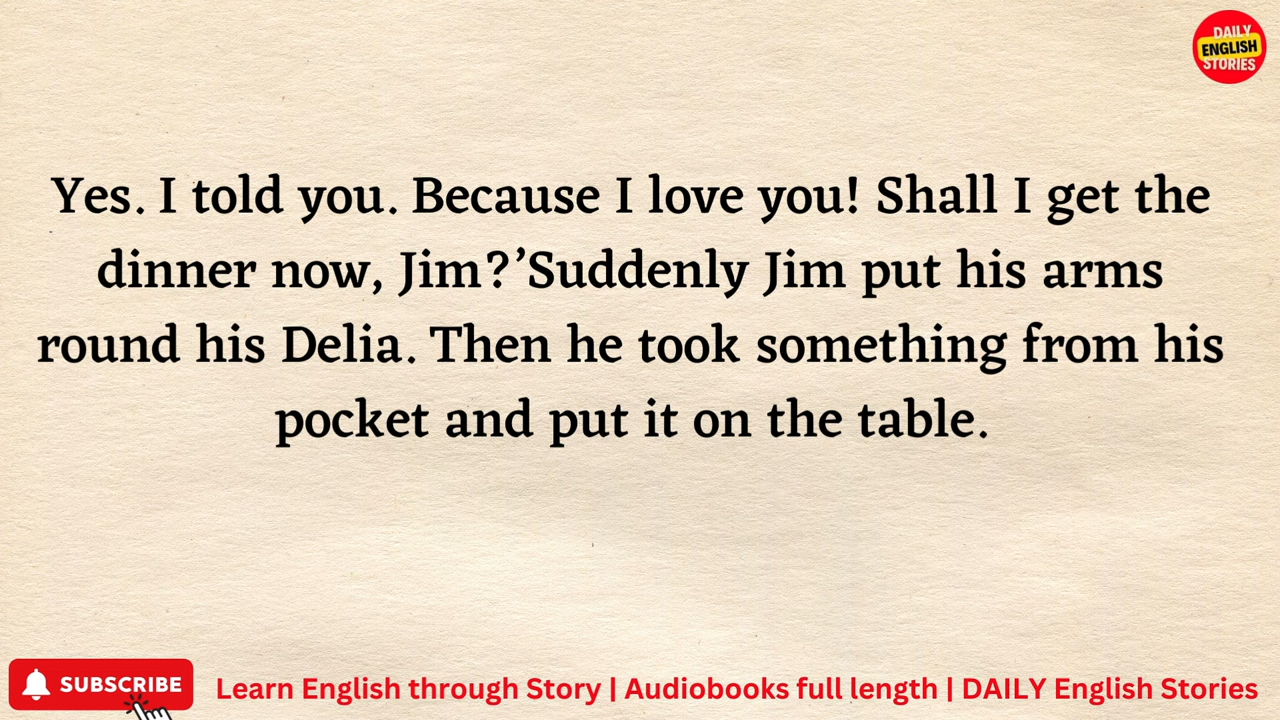 DAILY
ENGLISH
STORIES
Yes. I told you. Because I love you! Shall I get the
dinner now, Jim?’Suddenly Jim put his arms
round his Delia. Then he took something from his
pocket and put it on the table.
SUBSCRIBE
Learn English through Story | Audiobooks full length | DAILY English Stories